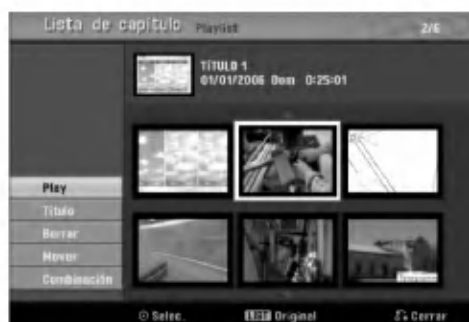 Lista de capítulo Playlist 2/6
TÍTULO 1
01/01/2006 Dom 0:25:01
Play
Título
Borrar
Mover
Combinación
Selec. LIST Original Cerrar